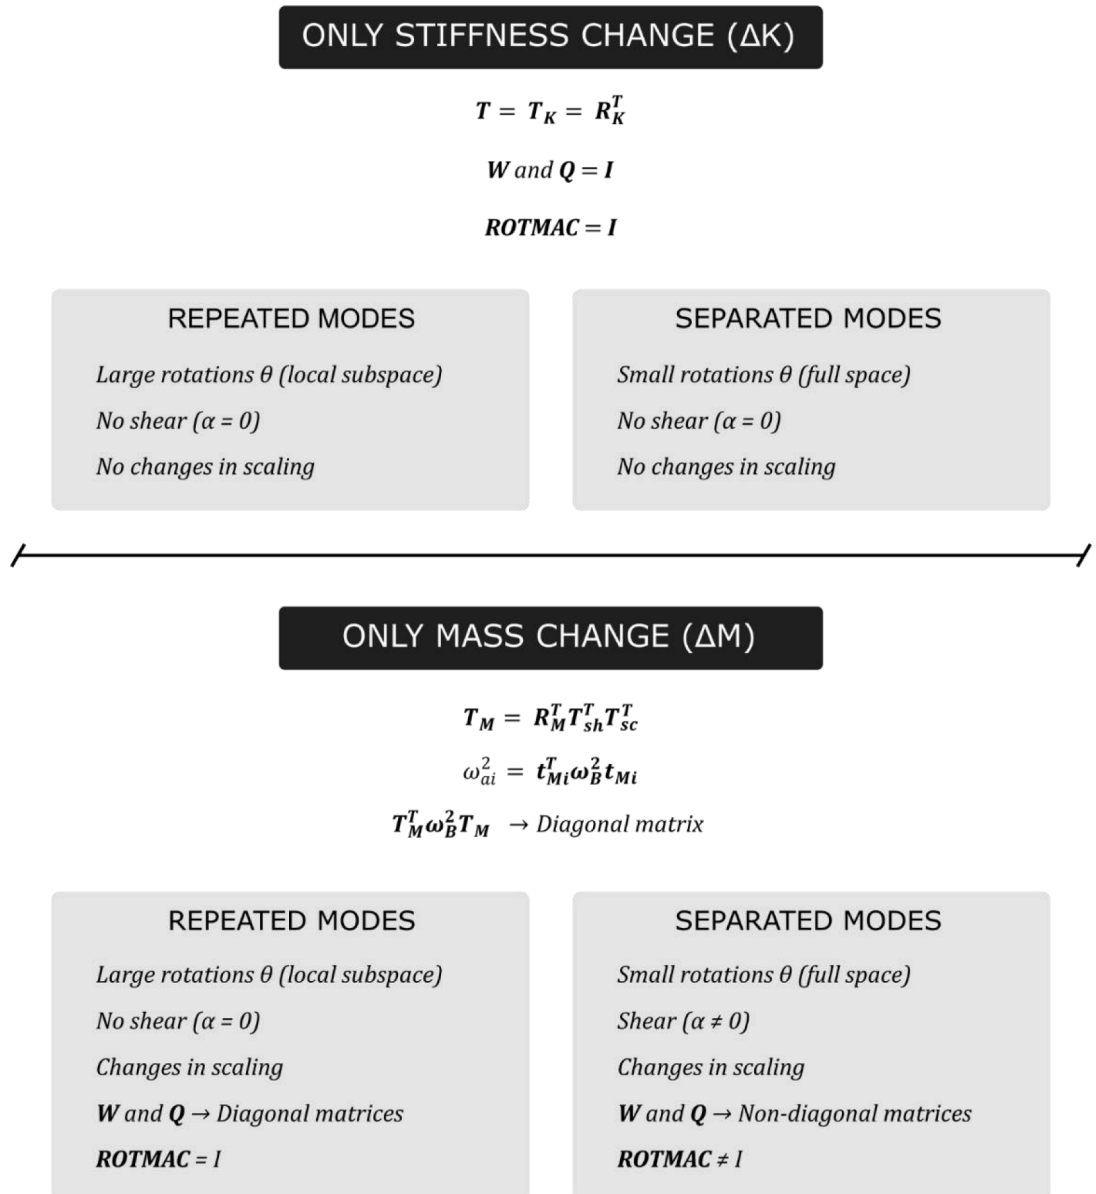 ONLY STIFFNESS CHANGE (ΔK)
T = T_K = R_K^T
W and Q = I
ROTMAC = I
REPEATED MODES
Large rotations θ (local subspace)
No shear (α = 0)
No changes in scaling
SEPARATED MODES
Small rotations θ (full space)
No shear (α = 0)
No changes in scaling
ONLY MASS CHANGE (ΔM)
T_M = R_M^T T_sh^T T_sc^T
ω_ai^2 = t_Mi^T ω_B^2 t_Mi
T_M^T ω_B^2 T_M → Diagonal matrix
REPEATED MODES
Large rotations θ (local subspace)
No shear (α = 0)
Changes in scaling
W and Q → Diagonal matrices
ROTMAC = I
SEPARATED MODES
Small rotations θ (full space)
Shear (α ≠ 0)
Changes in scaling
W and Q → Non-diagonal matrices
ROTMAC ≠ I